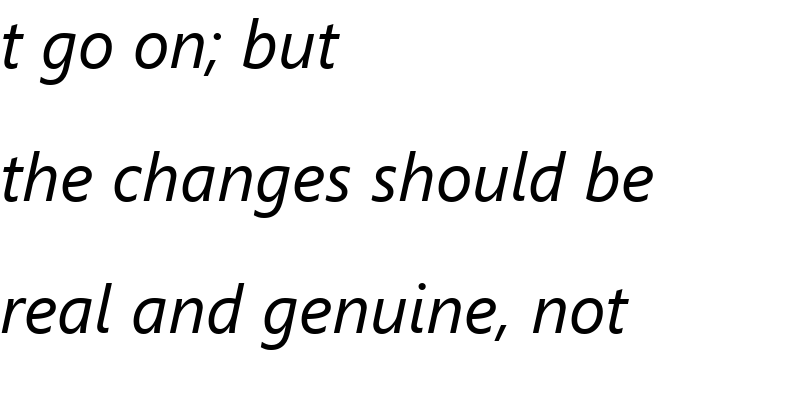 t go on; but
the changes should be
real and genuine, not